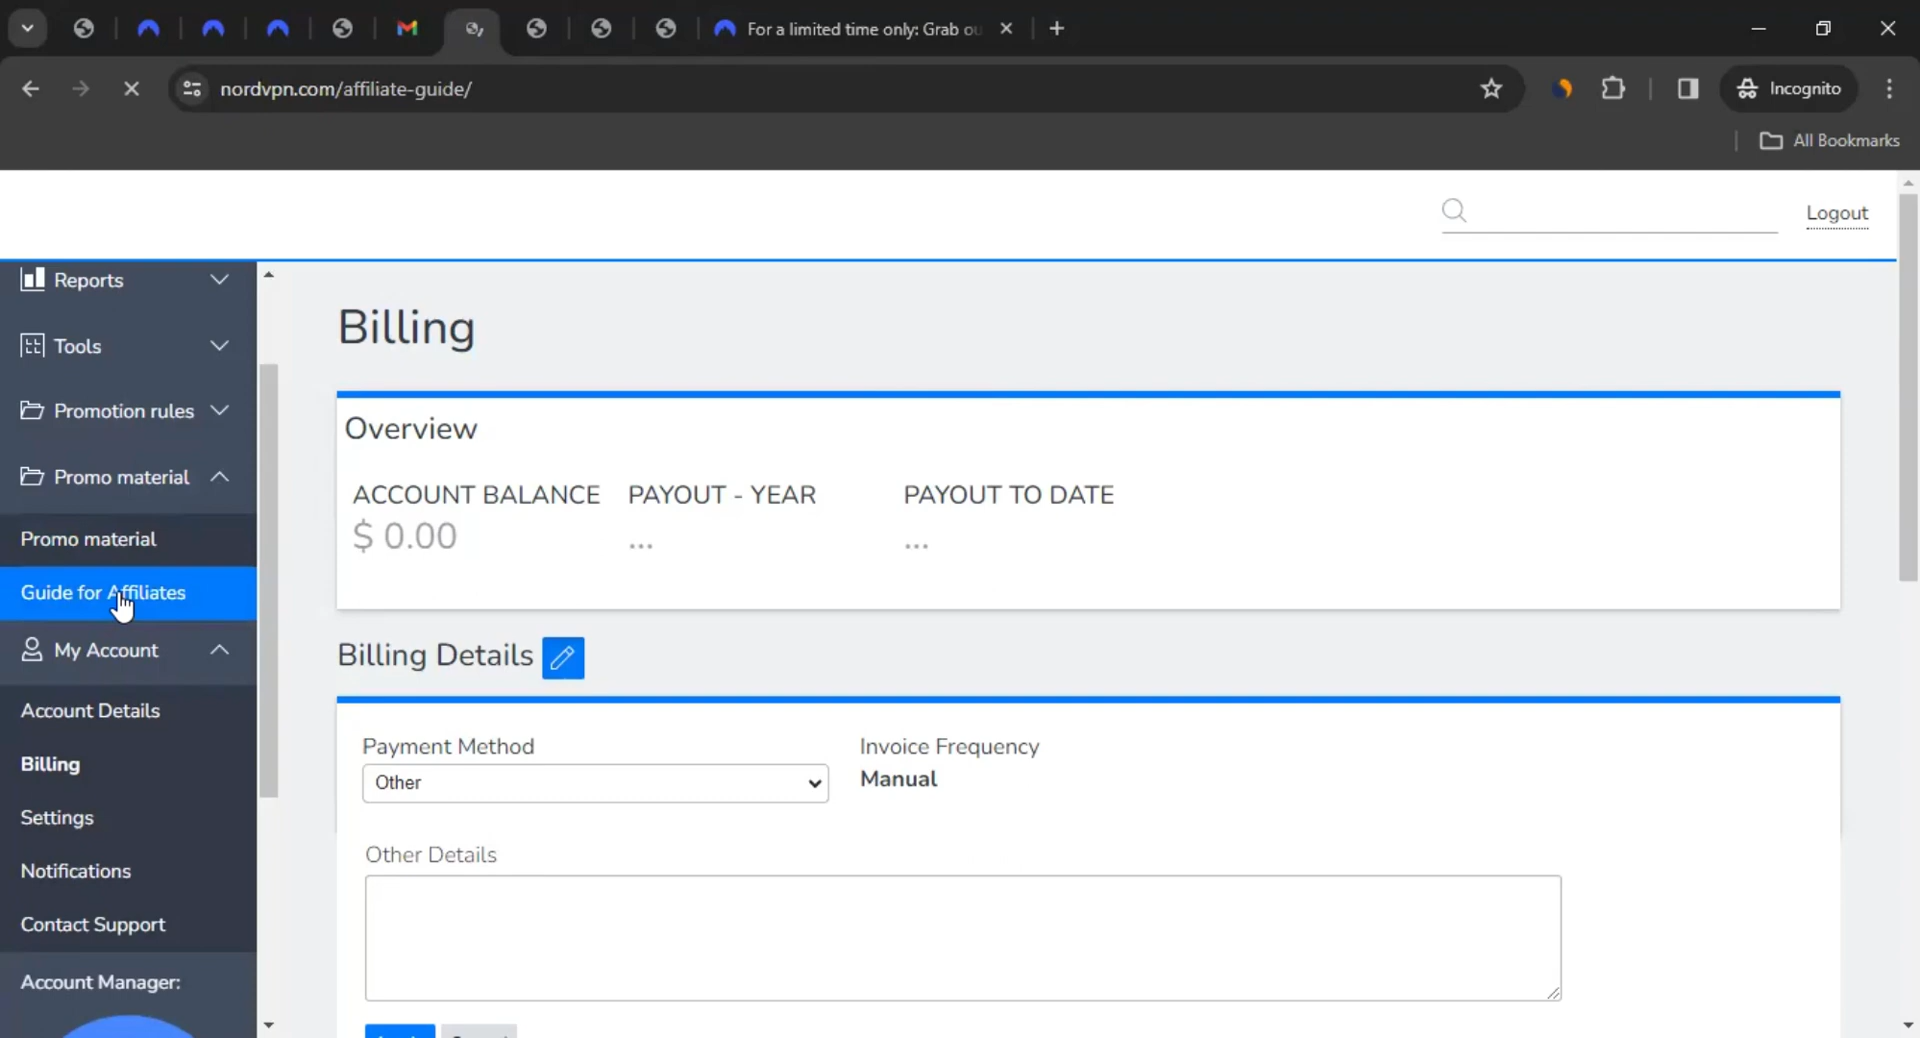 For a limited time only: Grab ou
nordvpn.com/affiliate-guide/
Incognito
All Bookmarks
Logout
Reports
Tools
Promotion rules
Promo material
Promo material
Guide for Affiliates
My Account
Account Details
Billing
Settings
Notifications
Contact Support
Account Manager:
Billing
Overview
ACCOUNT BALANCE PAYOUT - YEAR PAYOUT TO DATE
$ 0.00 ... ...
Billing Details
Payment Method Invoice Frequency
Other Manual
Other Details